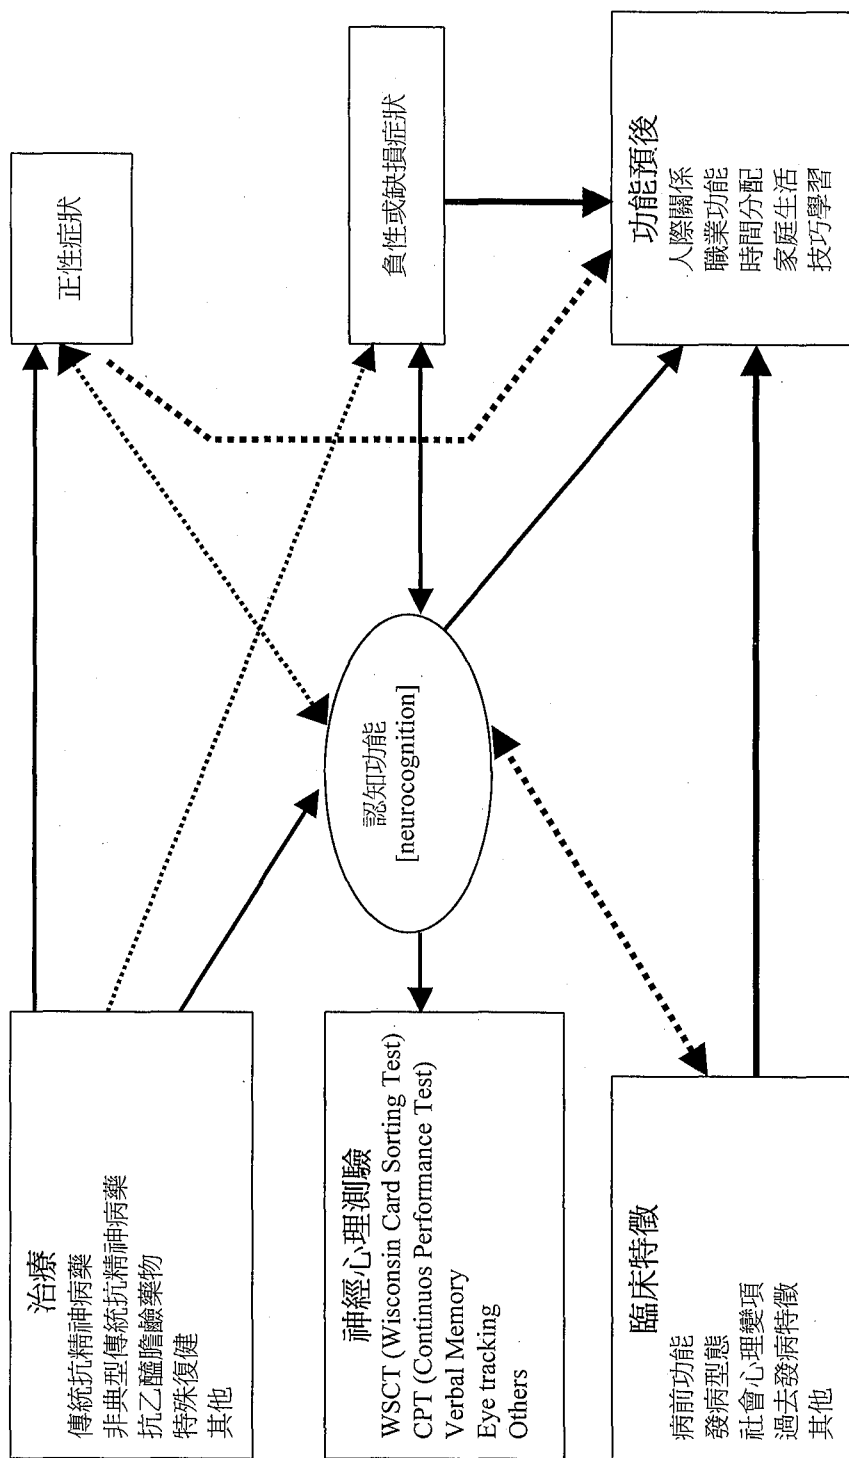 治療
傳統抗精神病藥
非典型傳統抗精神病藥
抗乙醯膽鹼藥物
特殊復健
其他
正性症狀
神經心理測驗
WSCT (Wisconsin Card Sorting Test)
CPT (Continuos Performance Test)
Verbal Memory
Eye tracking
Others
認知功能
[neurocognition]
負性或缺損症狀
臨床特徵
病前功能
發病型態
社會心理變項
過去發病特徵
其他
功能預後
人際關係
職業功能
時間分配
家庭生活
技巧學習